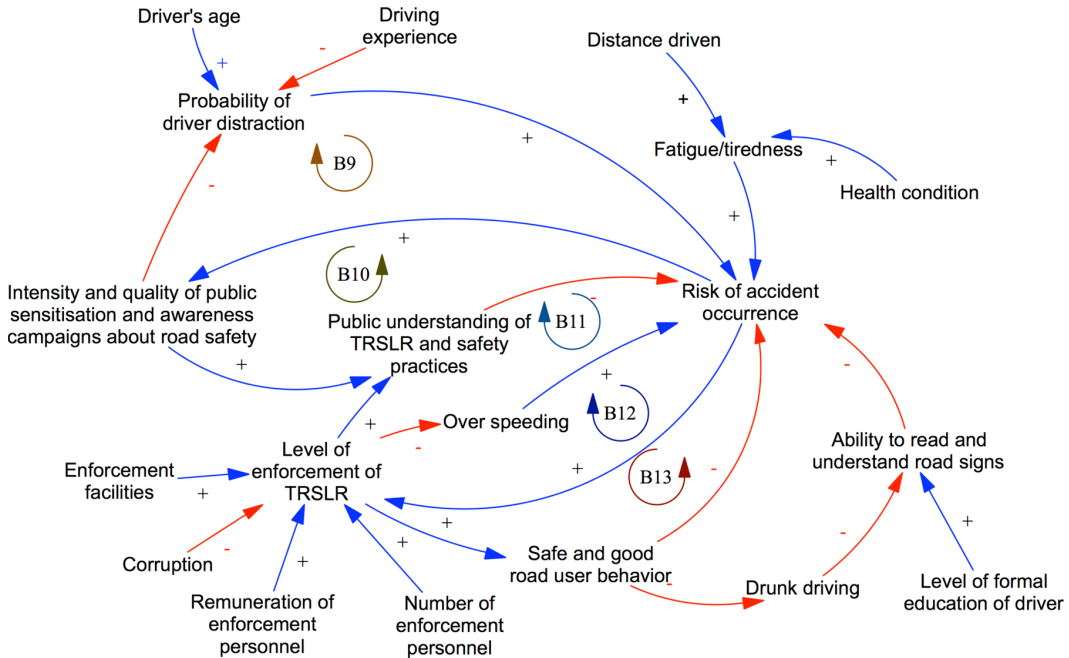 Driver's age
Driving
experience
Distance driven
-
+
Probability of
driver distraction
+
+
Fatigue/tiredness
B9
+
-
Health condition
+
+
B10
Intensity and quality of public
sensitisation and awareness
campaigns about road safety
Risk of accident
occurrence
-
Public understanding of
TRSLR and safety
practices
B11
+
+
-
B12
Over speeding
+
-
Level of
enforcement of
TRSLR
Ability to read and
understand road signs
Enforcement
facilities
+
+
B13
-
+
+
+
-
-
Corruption
+
Safe and good
road user behavior
-
Drunk driving
Level of formal
education of driver
Remuneration of
enforcement
personnel
Number of
enforcement
personnel